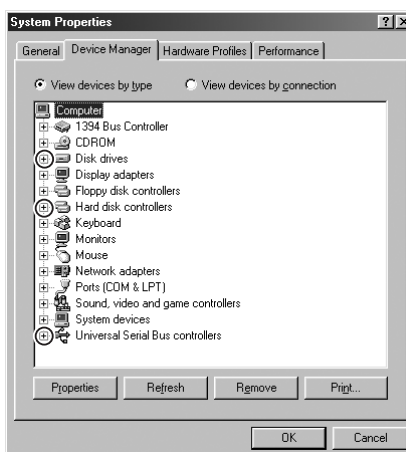 System Properties
General Device Manager Hardware Profiles Performance
View devices by type View devices by connection
Computer
1394 Bus Controller
CDROM
Disk drives
Display adapters
Floppy disk controllers
Hard disk controllers
Keyboard
Monitors
Mouse
Network adapters
Ports (COM & LPT)
Sound, video and game controllers
System devices
Universal Serial Bus controllers
Properties Refresh Remove Print...
OK Cancel